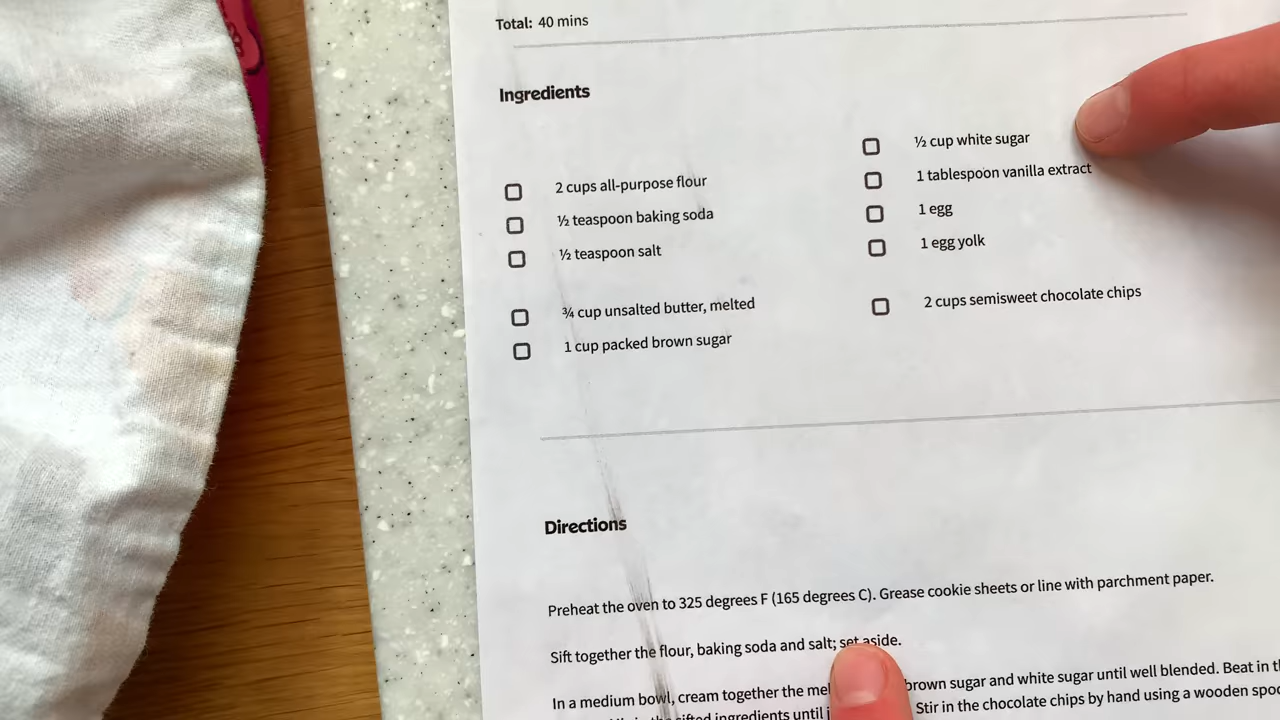 Total: 40 mins
Ingredients
2 cups all-purpose flour
½ teaspoon baking soda
½ teaspoon salt
¾ cup unsalted butter, melted
1 cup packed brown sugar
½ cup white sugar
1 tablespoon vanilla extract
1 egg
1 egg yolk
2 cups semisweet chocolate chips
Directions
Preheat the oven to 325 degrees F (165 degrees C). Grease cookie sheets or line with parchment paper.
Sift together the flour, baking soda and salt; set aside.
In a medium bowl, cream together the brown sugar and white sugar until well blended. Beat in
sifted ingredients until Stir in the chocolate chips by hand using a wooden